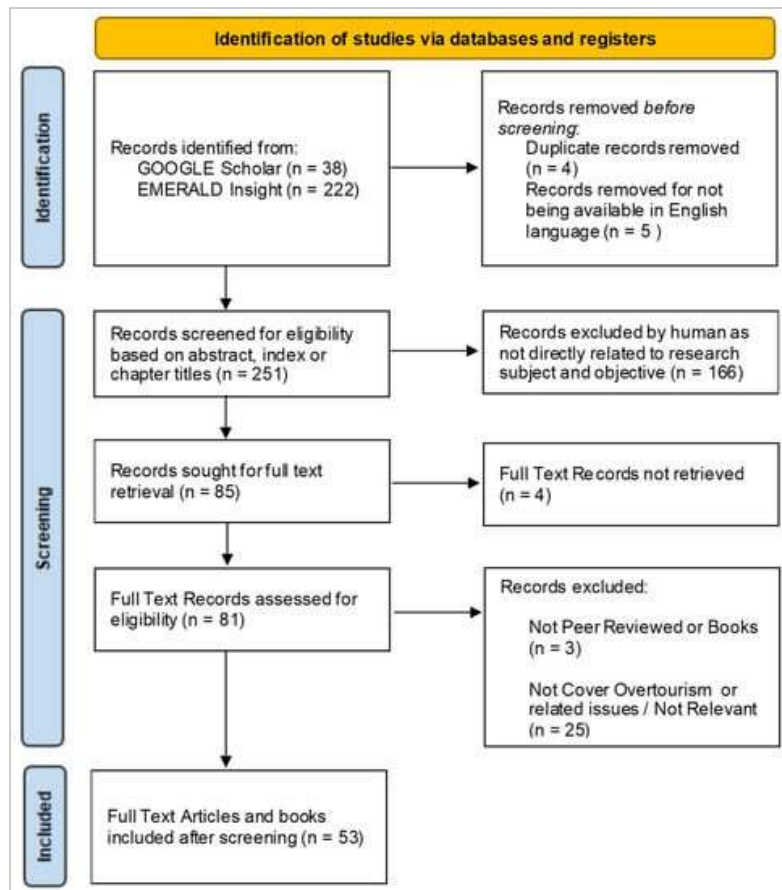 Identification of studies via databases and registers
Identification
Records identified from:
GOOGLE Scholar (n = 38)
EMERALD Insight (n = 222)
Records removed before
screening:
Duplicate records removed
(n = 4)
Records removed for not
being available in English
language (n = 5 )
Screening
Records screened for eligibility
based on abstract, index or
chapter titles (n = 251)
Records excluded by human as
not directly related to research
subject and objective (n = 166)
Records sought for full text
retrieval (n = 85)
Full Text Records not retrieved
(n = 4)
Full Text Records assessed for
eligibility (n = 81)
Records excluded:
Not Peer Reviewed or Books
(n = 3)
Not Cover Overtourism or
related issues / Not Relevant
(n = 25)
Included
Full Text Articles and books
included after screening (n = 53)